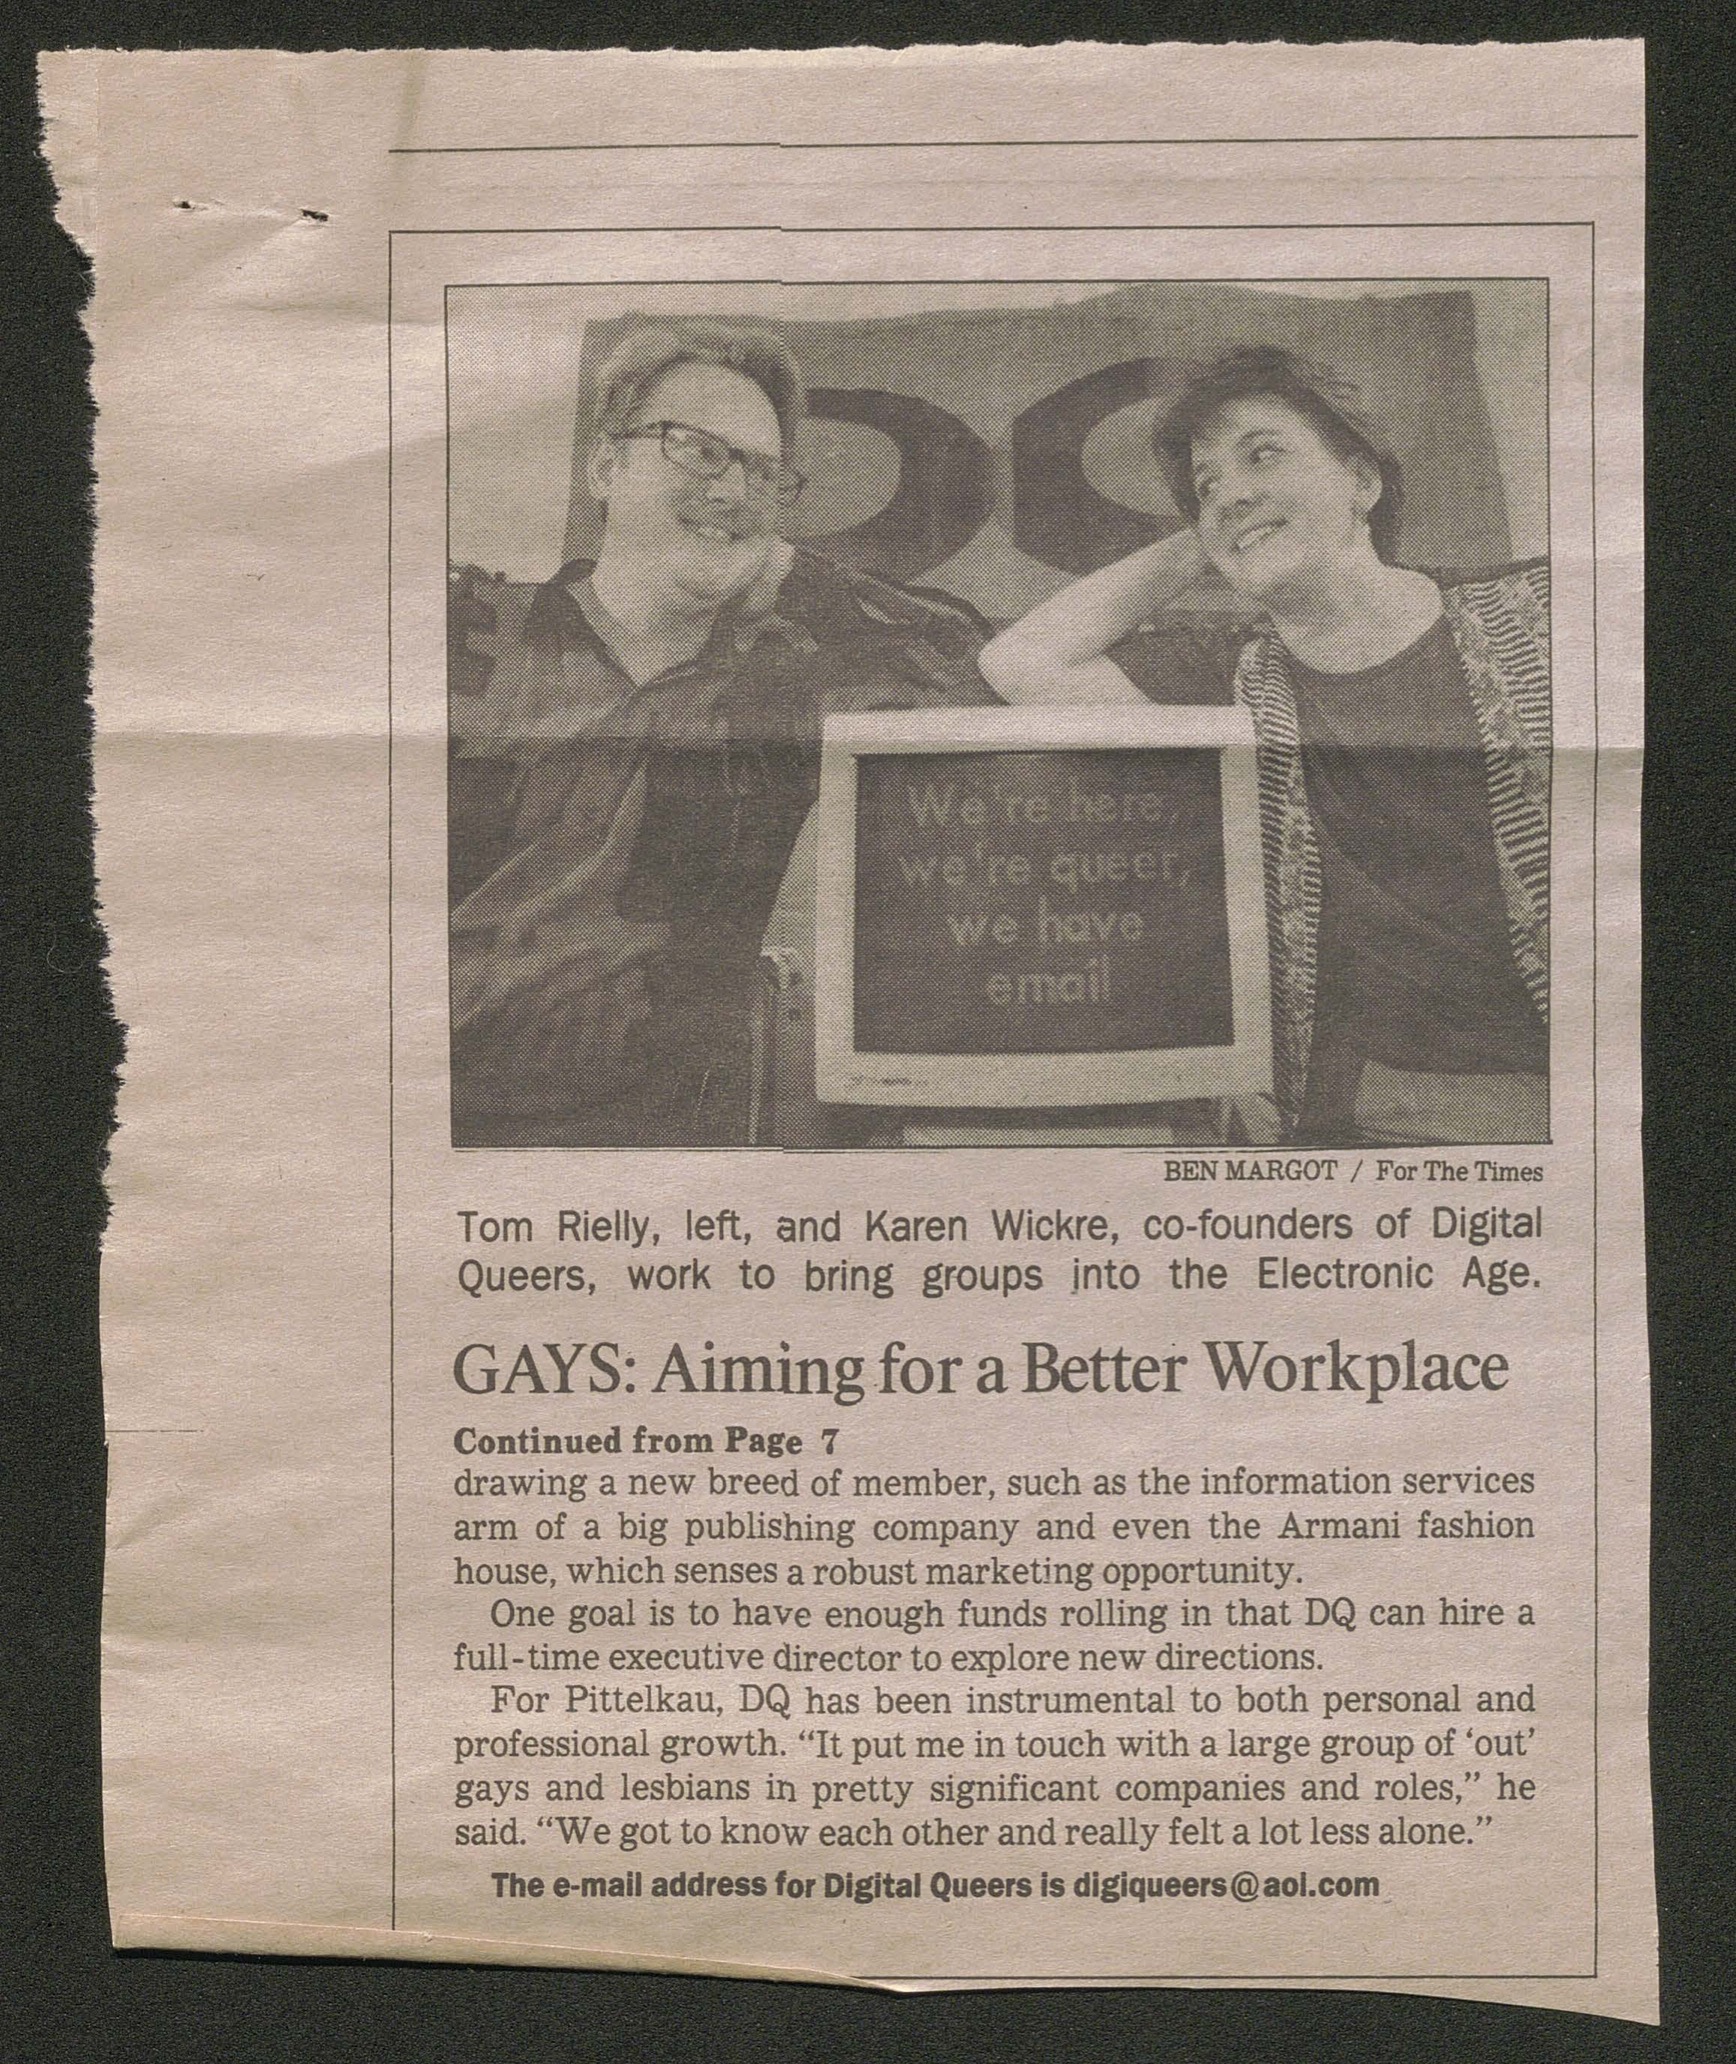 DQ
We're here,
we're queer,
we have
email
BEN MARGOT / For The Times
Tom Rielly, left, and Karen Wickre, co-founders of Digital
Queers, work to bring groups into the Electronic Age.
GAYS: Aiming for a Better Workplace
Continued from Page 7
drawing a new breed of member, such as the information services
arm of a big publishing company and even the Armani fashion
house, which senses a robust marketing opportunity.
One goal is to have enough funds rolling in that DQ can hire a
full-time executive director to explore new directions.
For Pittelkau, DQ has been instrumental to both personal and
professional growth. “It put me in touch with a large group of ‘out’
gays and lesbians in pretty significant companies and roles,” he
said. “We got to know each other and really felt a lot less alone.”
The e-mail address for Digital Queers is digiqueers@aol.com